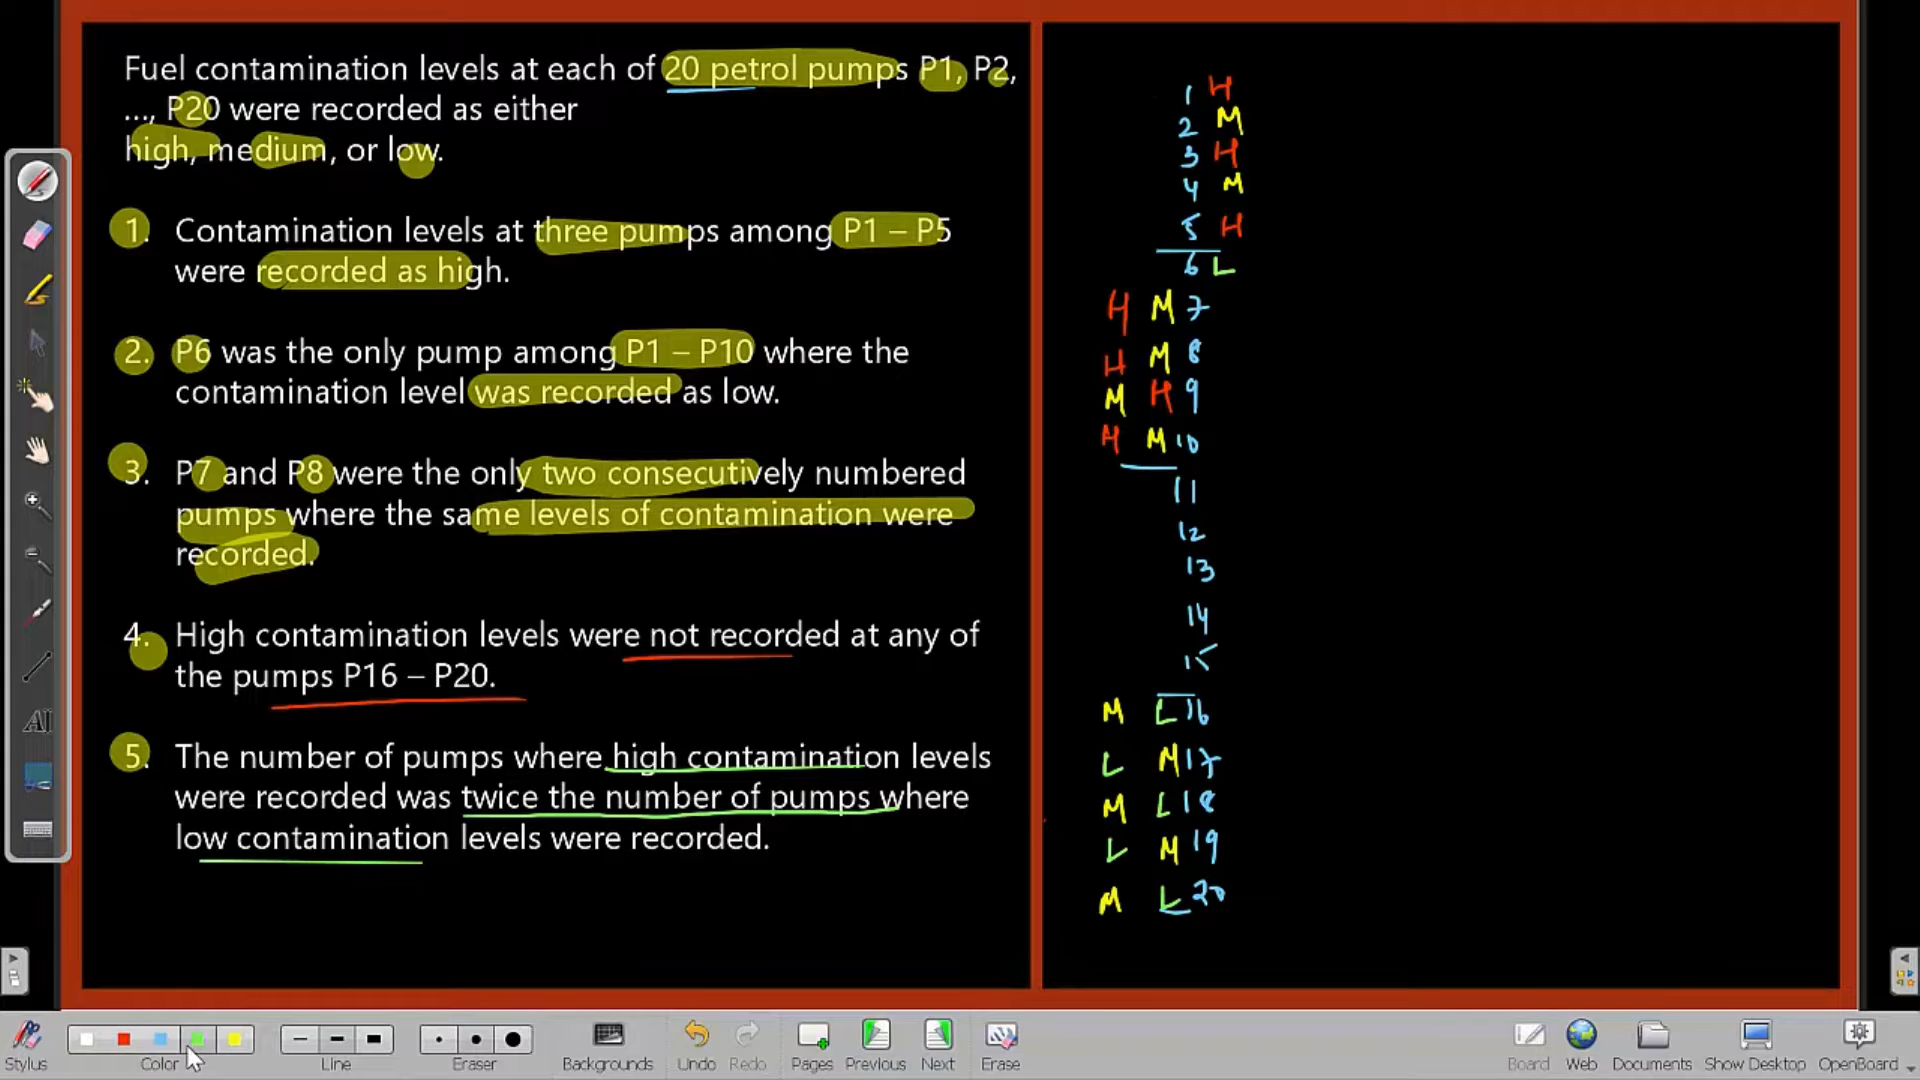 Fuel contamination levels at each of 20 petrol pumps P1, P2,
..., P20 were recorded as either
high, medium, or low.
1. Contamination levels at three pumps among P1 – P5
were recorded as high.
2. P6 was the only pump among P1 – P10 where the
contamination level was recorded as low.
3. P7 and P8 were the only two consecutively numbered
pumps where the same levels of contamination were
recorded.
4. High contamination levels were not recorded at any of
the pumps P16 – P20.
5. The number of pumps where high contamination levels
were recorded was twice the number of pumps where
low contamination levels were recorded.
1 H
2 M
3 H
4 M
5 H
6 L
H M 7
H M 8
M H 9
H M 10
11
12
13
14
15
M L 16
L M 17
M L 18
L M 19
M L 20
AI
Stylus
Color
Line
Eraser
Backgrounds
Undo
Redo
Pages
Previous
Next
Erase
Board
Web
Documents
Show Desktop
OpenBoard